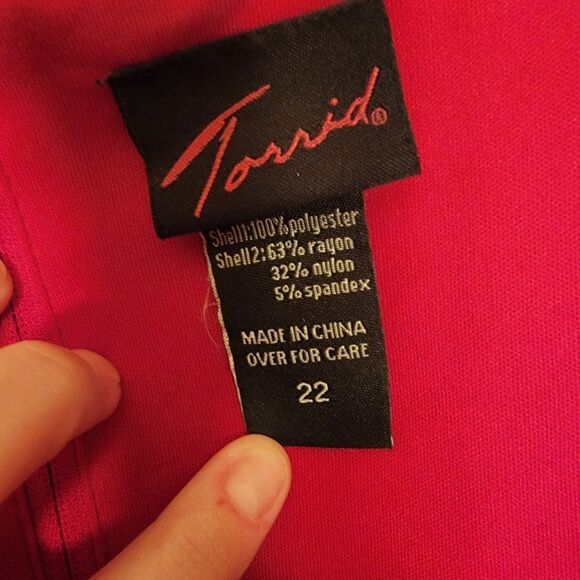 Torrid®
Shell1:100%polyester
Shell2:63% rayon
32% nylon
5% spandex
MADE IN CHINA
OVER FOR CARE
22